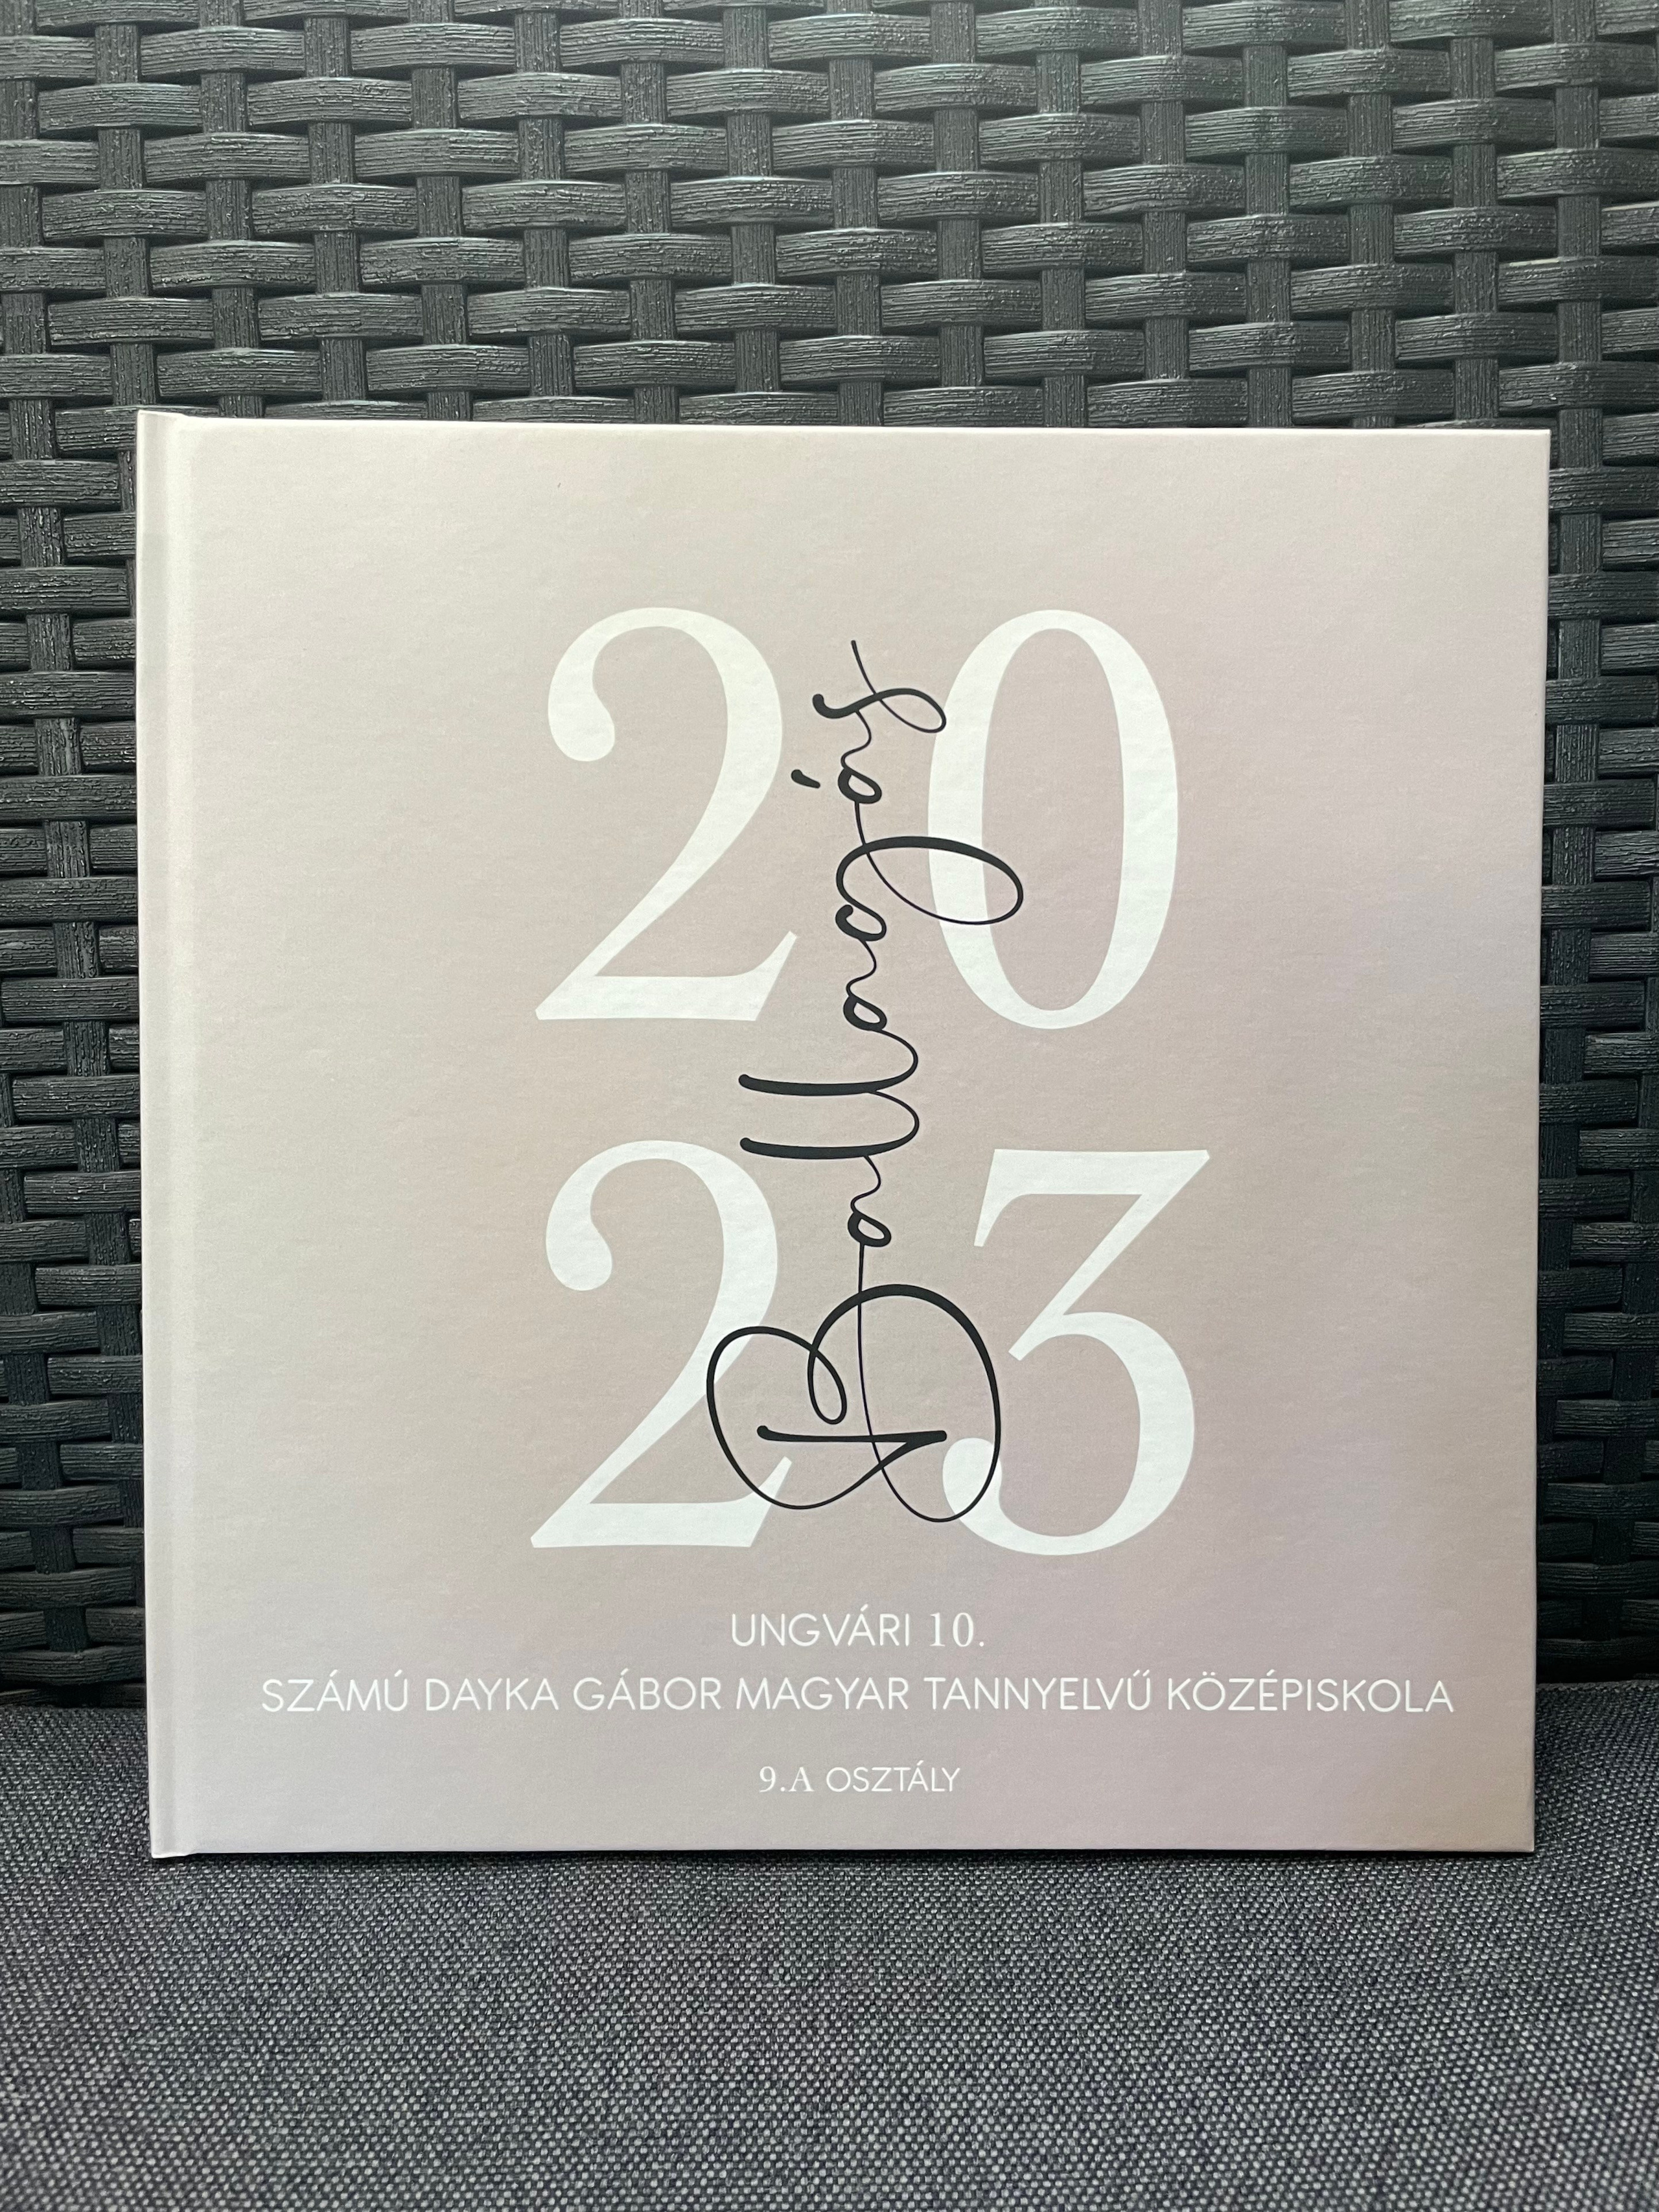 20
23
Ballagás
UNGVÁRI 10.
SZÁMÚ DAYKA GÁBOR MAGYAR TANNYELVŰ KÖZÉPISKOLA
9.A OSZTÁLY